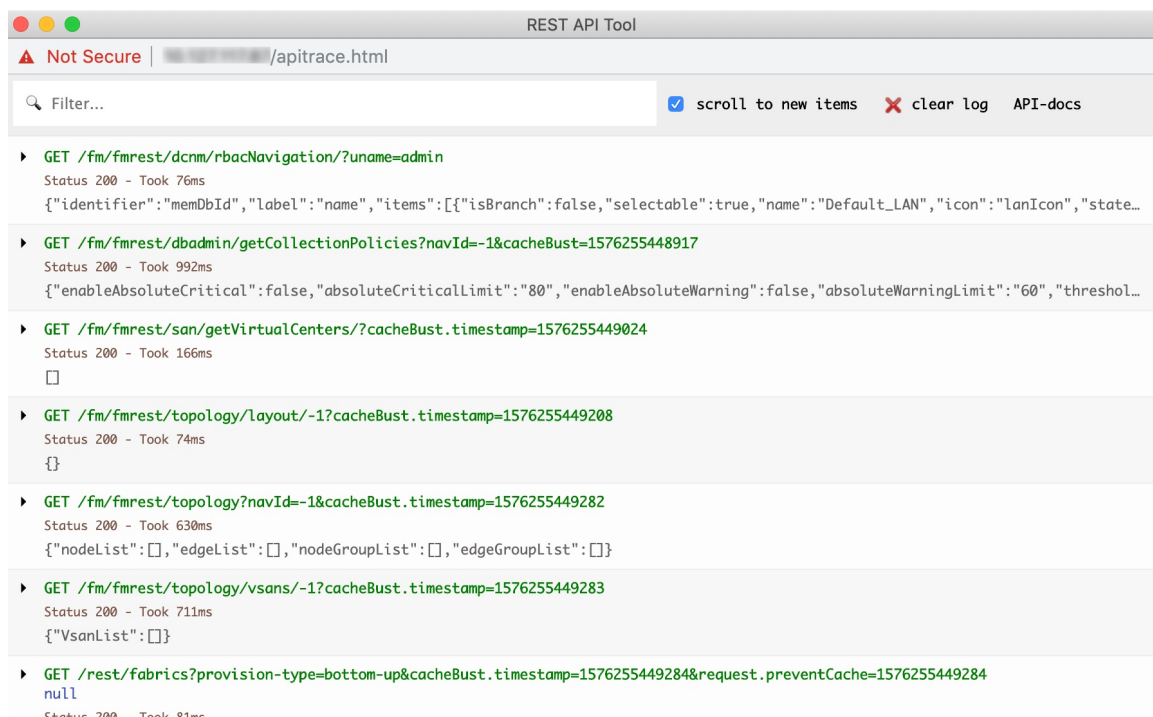 REST API Tool
Not Secure | /apitrace.html
Filter... scroll to new items clear log API-docs
GET /fm/fmrest/dcnm/rbacNavigation/?uname=admin
Status 200 - Took 76ms
{"identifier":"memDbId","label":"name","items":[{"isBranch":false,"selectable":true,"name":"Default_LAN","icon":"lanIcon","state…
GET /fm/fmrest/dbadmin/getCollectionPolicies?navId=-1&cacheBust=1576255448917
Status 200 - Took 992ms
{"enableAbsoluteCritical":false,"absoluteCriticalLimit":"80","enableAbsoluteWarning":false,"absoluteWarningLimit":"60","threshol…
GET /fm/fmrest/san/getVirtualCenters/?cacheBust.timestamp=1576255449024
Status 200 - Took 166ms
[]
GET /fm/fmrest/topology/layout/-1?cacheBust.timestamp=1576255449208
Status 200 - Took 74ms
{}
GET /fm/fmrest/topology?navId=-1&cacheBust.timestamp=1576255449282
Status 200 - Took 630ms
{"nodeList":[],"edgeList":[],"nodeGroupList":[],"edgeGroupList":[]}
GET /fm/fmrest/topology/vsans/-1?cacheBust.timestamp=1576255449283
Status 200 - Took 711ms
{"VsanList":[]}
GET /rest/fabrics?provision-type=bottom-up&cacheBust.timestamp=1576255449284&request.preventCache=1576255449284
null
Status 200 - Took 81ms